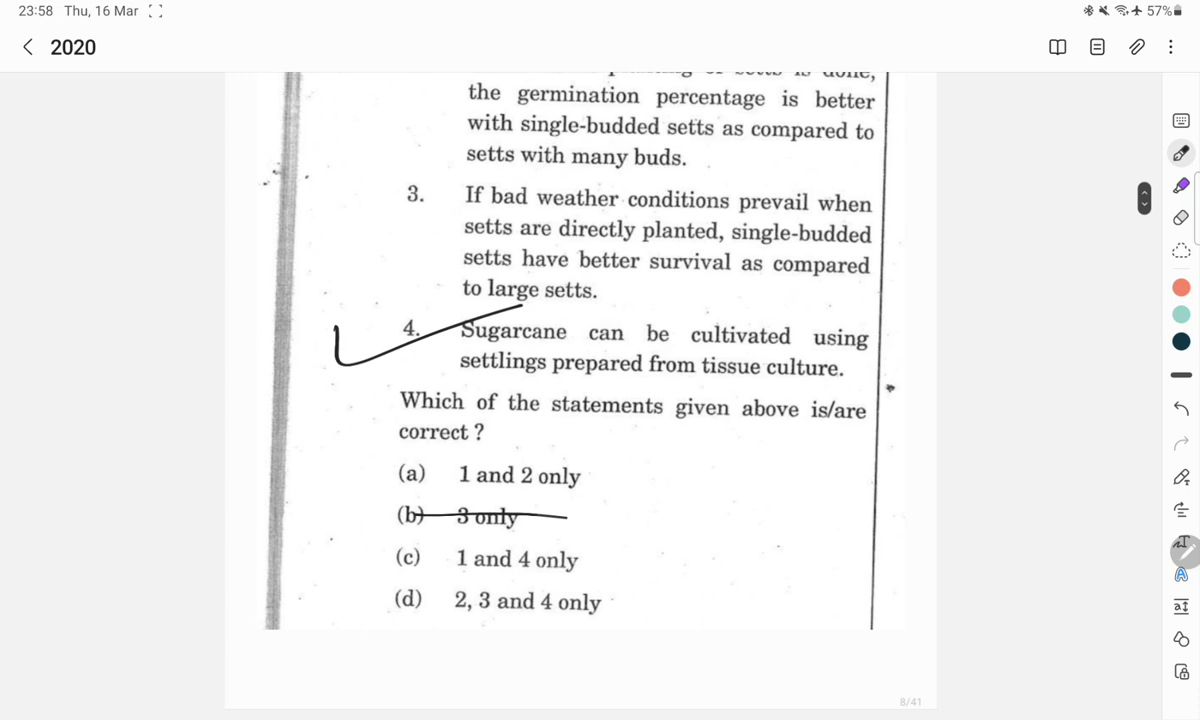 23:58 Thu, 16 Mar
57%
2020
the germination percentage is better
with single-budded setts as compared to
setts with many buds.
3. If bad weather conditions prevail when
setts are directly planted, single-budded
setts have better survival as compared
to large setts.
4. Sugarcane can be cultivated using
settlings prepared from tissue culture.
Which of the statements given above is/are
correct ?
(a) 1 and 2 only
(b) 3 only
(c) 1 and 4 only
(d) 2, 3 and 4 only
8/41